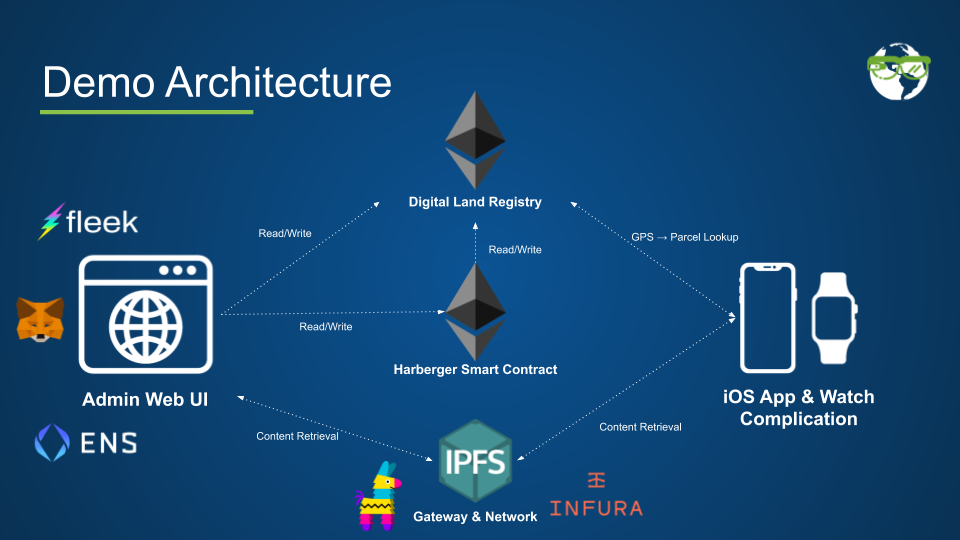 Demo Architecture
Digital Land Registry
fleek
Read/Write
GPS → Parcel Lookup
Read/Write
Read/Write
Harberger Smart Contract
Admin Web UI
iOS App & Watch
Complication
ENS
Content Retrieval
Content Retrieval
IPFS
INFURA
Gateway & Network